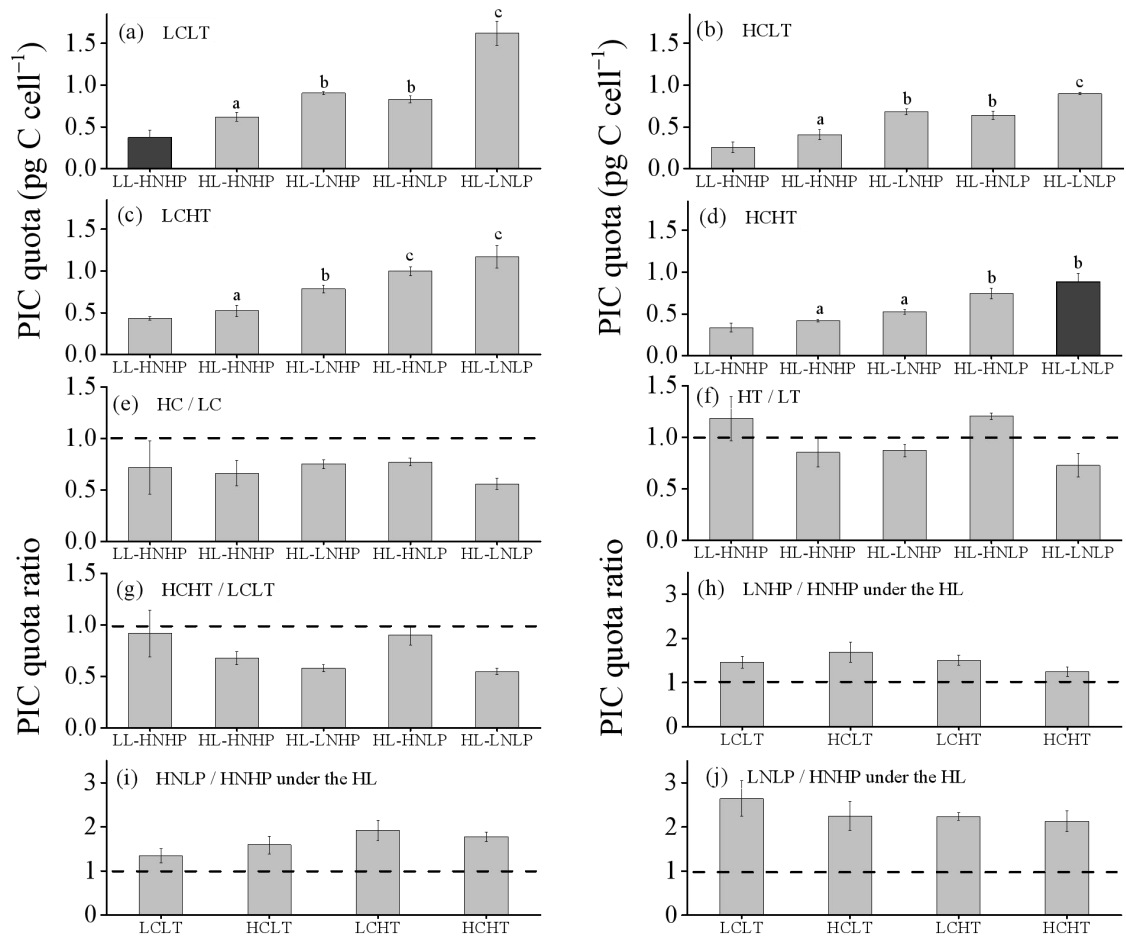 PIC quota (pg C cell⁻¹)
(a) LCLT
1.5
1.0
0.5
0.0
a
b
b
c
LL-HNHP HL-HNHP HL-LNHP HL-HNLP HL-LNLP
PIC quota (pg C cell⁻¹)
(b) HCLT
1.5
1.0
0.5
0.0
a
b
b
c
LL-HNHP HL-HNHP HL-LNHP HL-HNLP HL-LNLP
(c) LCHT
1.5
1.0
0.5
0.0
a
b
c
c
LL-HNHP HL-HNHP HL-LNHP HL-HNLP HL-LNLP
(d) HCHT
1.5
1.0
0.5
0.0
a
a
b
b
LL-HNHP HL-HNHP HL-LNHP HL-HNLP HL-LNLP
PIC quota ratio
(e) HC / LC
1.5
1.0
0.5
0.0
LL-HNHP HL-HNHP HL-LNHP HL-HNLP HL-LNLP
PIC quota ratio
(f) HT / LT
1.5
1.0
0.5
0.0
LL-HNHP HL-HNHP HL-LNHP HL-HNLP HL-LNLP
(g) HCHT / LCLT
1.5
1.0
0.5
0.0
LL-HNHP HL-HNHP HL-LNHP HL-HNLP HL-LNLP
(h) LNHP / HNHP under the HL
3
2
1
0
LCLT HCLT LCHT HCHT
(i) HNLP / HNHP under the HL
3
2
1
0
LCLT HCLT LCHT HCHT
(j) LNLP / HNHP under the HL
3
2
1
0
LCLT HCLT LCHT HCHT